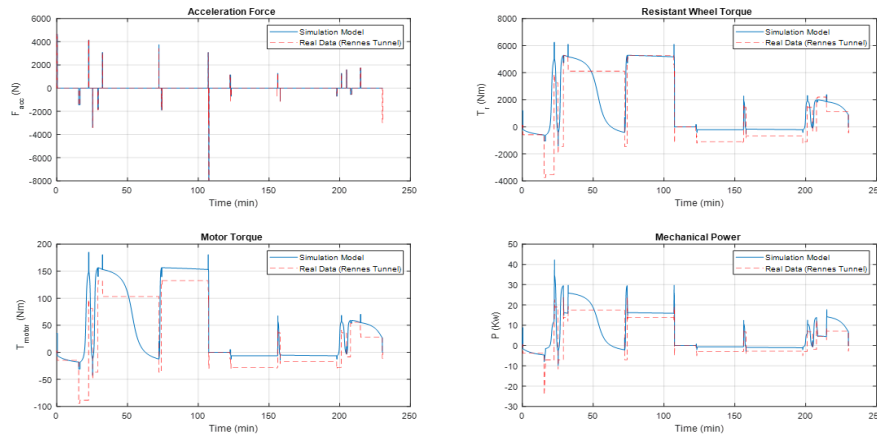 Acceleration Force
6000
4000
2000
0
-2000
-4000
-6000
-8000
F acc (N)
Simulation Model
Real Data (Rennes Tunnel)
0 50 100 150 200 250
Time (min)
Resistant Wheel Torque
8000
6000
4000
2000
0
-2000
-4000
T r (Nm)
Simulation Model
Real Data (Rennes Tunnel)
0 50 100 150 200 250
Time (min)
Motor Torque
200
150
100
50
0
-50
-100
T motor (Nm)
Simulation Model
Real Data (Rennes Tunnel)
0 50 100 150 200 250
Time (min)
Mechanical Power
50
40
30
20
10
0
-10
-20
-30
P (Kw)
Simulation Model
Real Data (Rennes Tunnel)
0 50 100 150 200 250
Time (min)